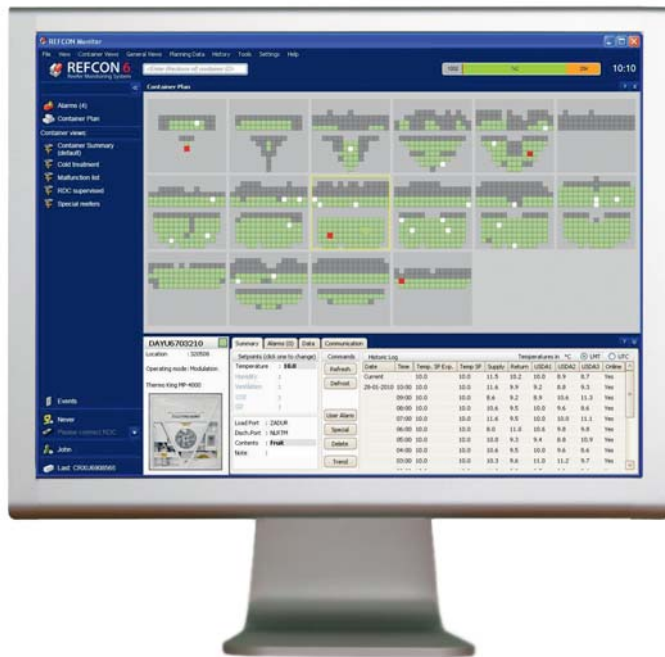 REFCON Monitor
File View Container Views General Views Planning Data History Tools Settings Help
REFCON 6
Reefer Monitoring System
10:10
Container Plan
Alarms (4)
Container Plan
Container views:
Container Summary
(default)
Cold treatment
Malfunction list
RDC supervised
Special reefers
Events
Never
Please connect RDC
John
Last: CRXU6908565
DAYU6703210
Location : 320508
Operating mode: Modulation
Thermo King MP-4000
Summary Alarms (0) Data Communication
Setpoints (click one to change)
Temperature : 10.0
Humidity :
Ventilation :
Load Port : ZADUR
Disch.Port : NLRTM
Contents : Fruit
Note :
Commands
Refresh
Defrost
User Alarm
Special
Delete
Trend
Historic Log Temperatures in °C LMT UTC
Date Time Temp. SP Exp. Temp SP Supply Return USDA1 USDA2 USDA3 Online
Current 10.0 10.0 11.5 10.2 10.0 8.9 8.7 Yes
29-01-2010 10:00 10.0 10.0 11.6 9.9 9.2 8.8 9.3 Yes
09:00 10.0 10.0 8.6 9.2 8.9 10.6 11.3 Yes
08:00 10.0 10.0 10.6 9.5 10.0 9.6 8.6 Yes
07:00 10.0 10.0 11.6 9.5 10.0 10.0 11.1 Yes
06:00 10.0 10.0 8.0 11.8 10.6 9.8 9.8 Yes
05:00 10.0 10.0 10.8 9.3 9.4 8.8 10.9 Yes
04:00 10.0 10.0 10.6 9.5 10.0 9.6 8.6 Yes
03:00 10.0 10.0 10.3 9.6 11.0 11.2 9.7 Yes